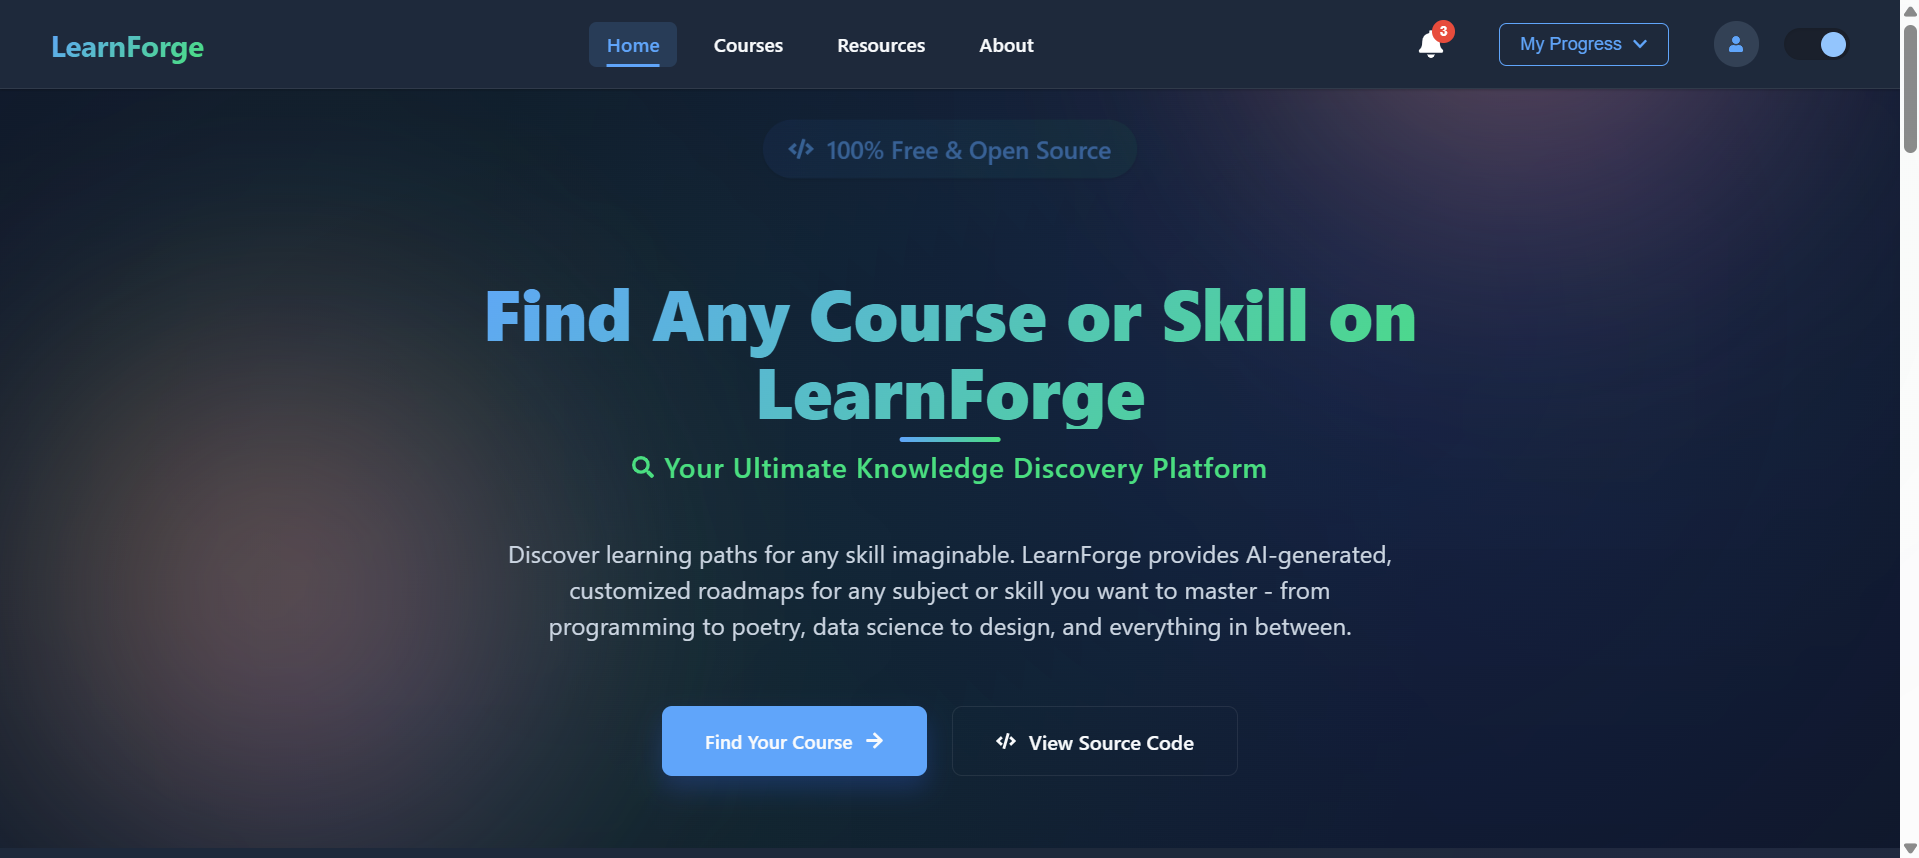 LearnForge
Home
Courses
Resources
About
3
My Progress
</> 100% Free & Open Source
Find Any Course or Skill on
LearnForge
Your Ultimate Knowledge Discovery Platform
Discover learning paths for any skill imaginable. LearnForge provides AI-generated,
customized roadmaps for any subject or skill you want to master - from
programming to poetry, data science to design, and everything in between.
Find Your Course
</> View Source Code